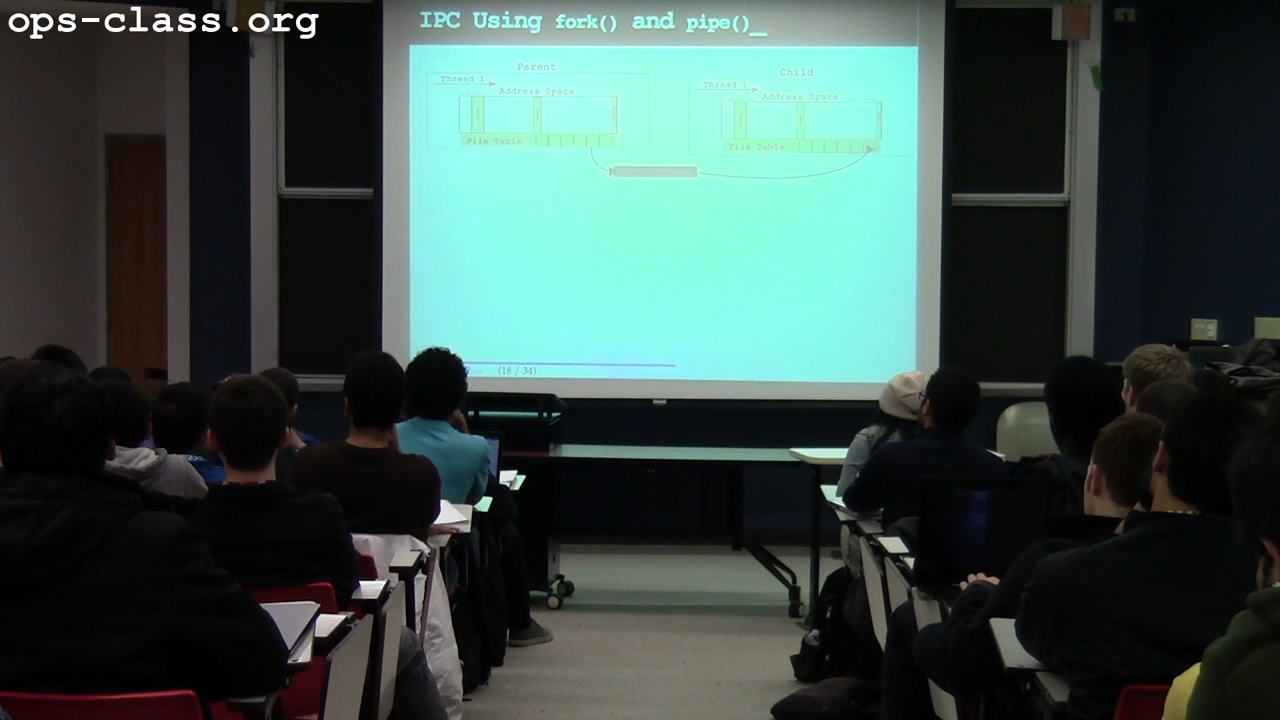 ops-class.org
IPC Using fork() and pipe()_
Parent
Child
Thread 1
Thread 1
Address Space
Address Space
File Table
File Table
(18 / 34)